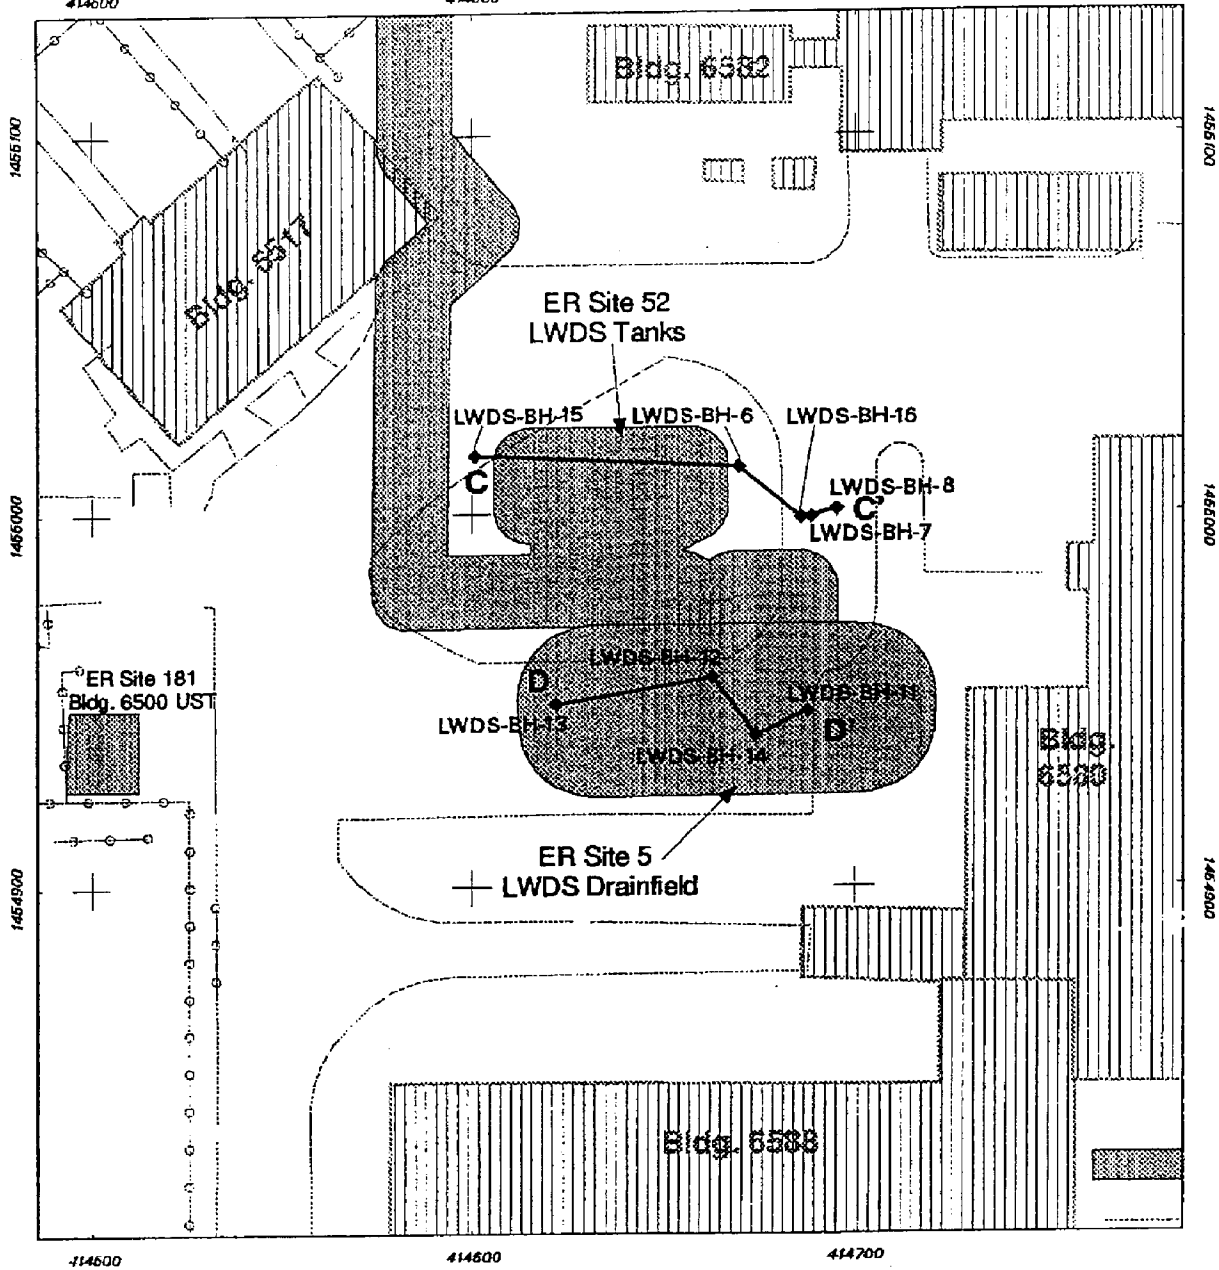 Bldg. 6582
1455100
1455100
Bldg. 6517
ER Site 52
LWDS Tanks
LWDS-BH-15
LWDS-BH-6
LWDS-BH-16
C
LWDS-BH-8
C'
LWDS-BH-7
1455000
1455000
LWDS-BH-12
ER Site 181
Bldg. 6500 UST
D
LWDS-BH-11
LWDS-BH-13
D'
LWDS-BH-14
Bldg.
6580
ER Site 5
LWDS Drainfield
1454900
1454900
Bldg. 6588
414500
414600
414700